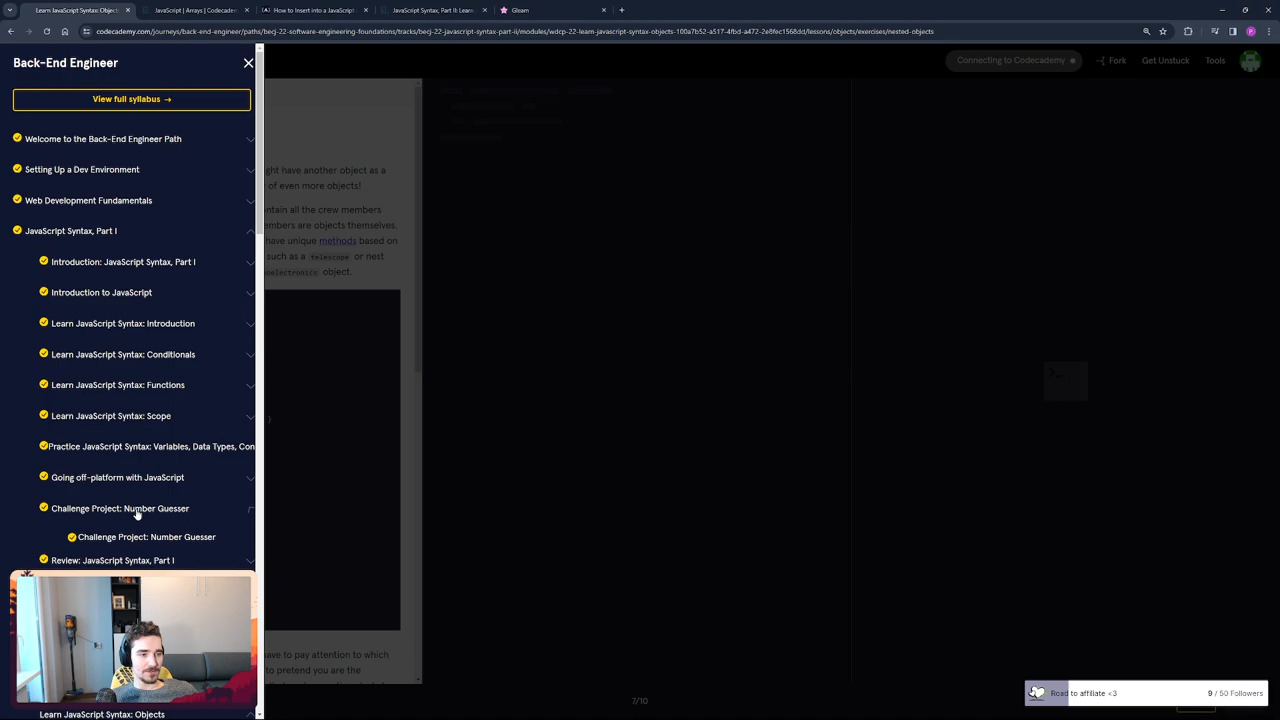 Learn JavaScript Syntax: Objects
JavaScript | Arrays | Codecadem
(A) How to Insert into a JavaScript
JavaScript Syntax, Part II: Learn
Gleam
codecademy.com/journeys/back-end-engineer/paths/becj-22-software-engineering-foundations/tracks/becj-22-javascript-syntax-part-ii/modules/wdcp-22-learn-javascript-syntax-objects-100a7b52-a517-4fbd-a472-2e8fec1568dd/lessons/objects/exercises/nested-objects
Back-End Engineer
Connecting to Codecademy
Fork
Get Unstuck
Tools
View full syllabus →
Welcome to the Back-End Engineer Path
Setting Up a Dev Environment
Web Development Fundamentals
JavaScript Syntax, Part I
Introduction: JavaScript Syntax, Part I
Introduction to JavaScript
Learn JavaScript Syntax: Introduction
Learn JavaScript Syntax: Conditionals
Learn JavaScript Syntax: Functions
Learn JavaScript Syntax: Scope
Practice JavaScript Syntax: Variables, Data Types, Con
Going off-platform with JavaScript
Challenge Project: Number Guesser
Challenge Project: Number Guesser
Review: JavaScript Syntax, Part I
Learn JavaScript Syntax: Objects
ght have another object as a
of even more objects!
ntain all the crew members
embers are objects themselves.
have unique methods based on
such as a telescope or nest
oelectronics object.
}
ave to pay attention to which
to pretend you are the
7/10
Road to affiliate <3
9 / 50 Followers